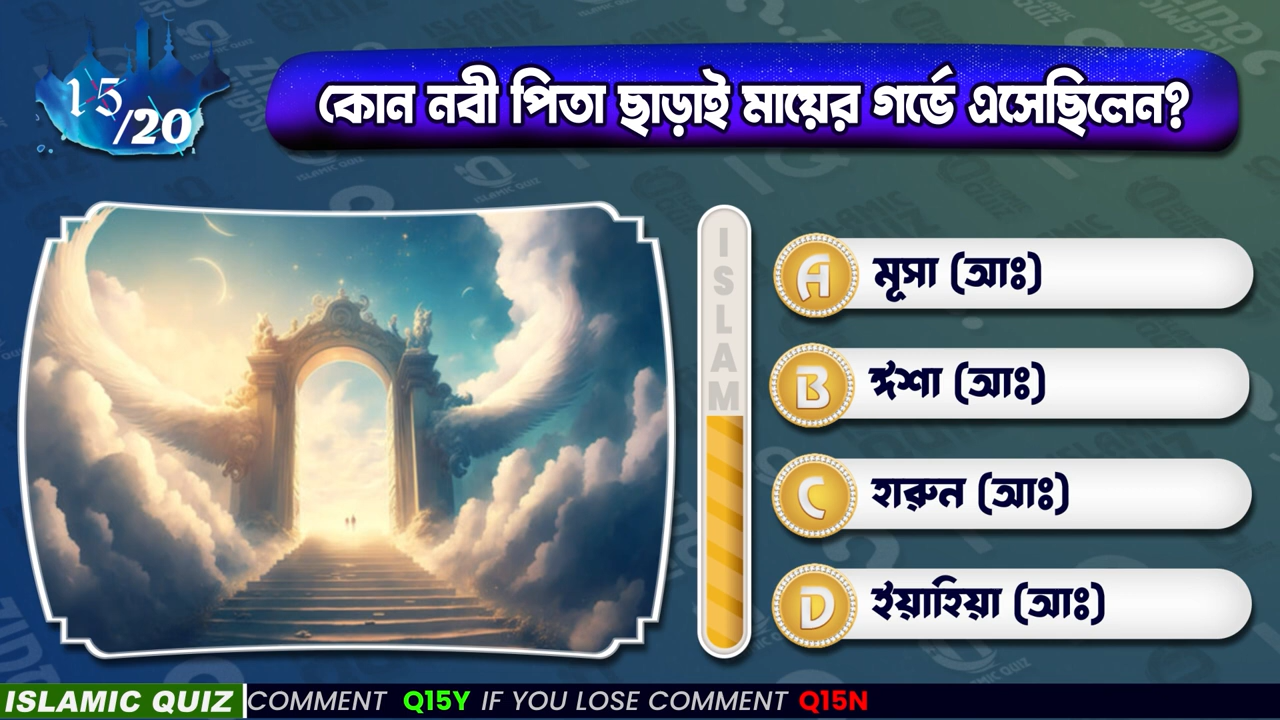 15/20
কোন নবী পিতা ছাড়াই মায়ের গর্ভে এসেছিলেন?
ISLAM
A মূসা (আঃ)
B ঈশা (আঃ)
C হারুন (আঃ)
D ইয়াহিয়া (আঃ)
ISLAMIC QUIZ COMMENT Q15Y IF YOU LOSE COMMENT Q15N